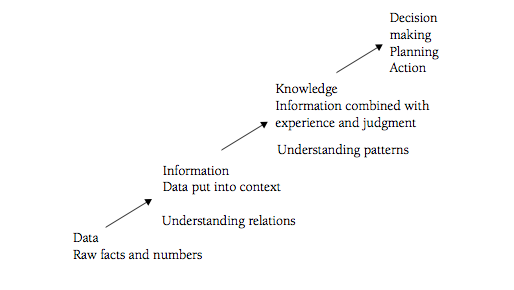 Decision
making
Planning
Action
Knowledge
Information combined with
experience and judgment
Understanding patterns
Information
Data put into context
Understanding relations
Data
Raw facts and numbers